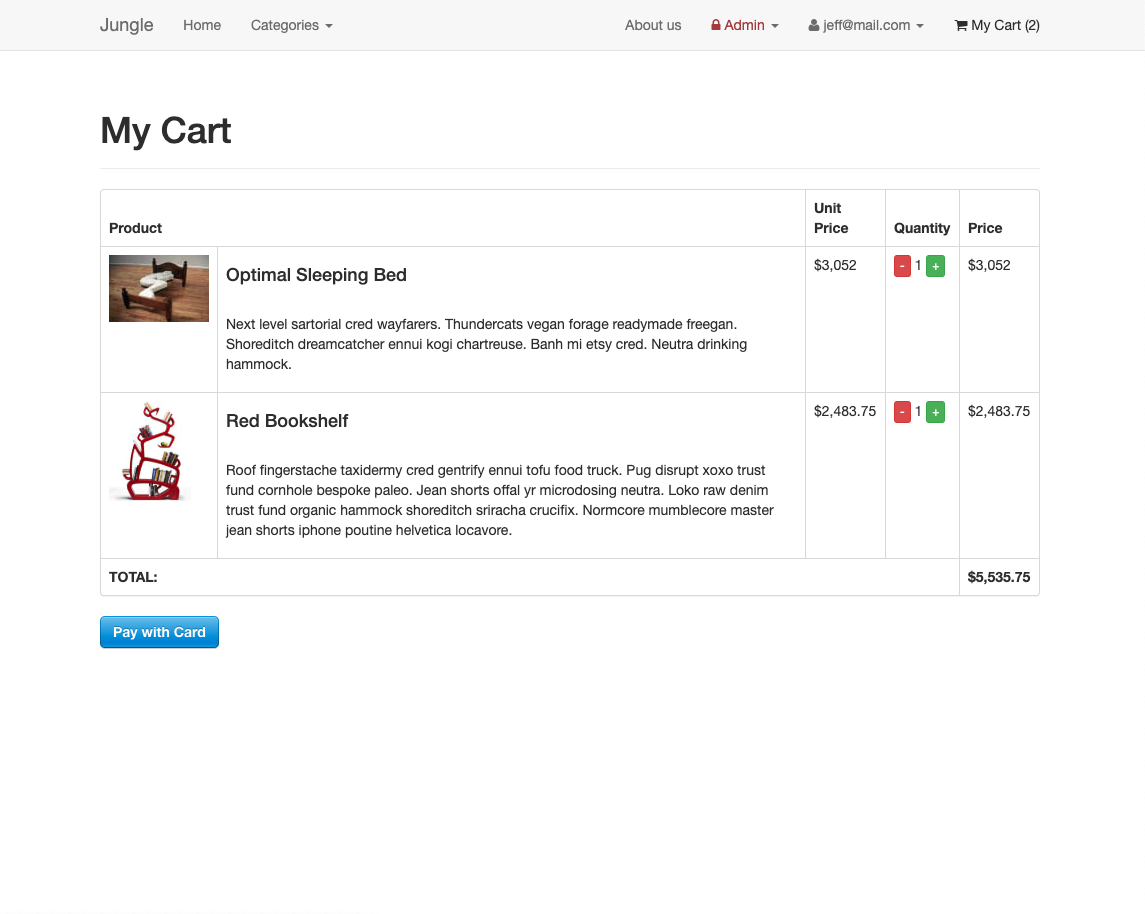 Jungle Home Categories About us Admin jeff@mail.com My Cart (2)
My Cart
Product Unit Price Quantity Price
Optimal Sleeping Bed $3,052 - 1 + $3,052
Next level sartorial cred wayfarers. Thundercats vegan forage readymade freegan.
Shoreditch dreamcatcher ennui kogi chartreuse. Banh mi etsy cred. Neutra drinking
hammock.
Red Bookshelf $2,483.75 - 1 + $2,483.75
Roof fingerstache taxidermy cred gentrify ennui tofu food truck. Pug disrupt xoxo trust
fund cornhole bespoke paleo. Jean shorts offal yr microdosing neutra. Loko raw denim
trust fund organic hammock shoreditch sriracha crucifix. Normcore mumblecore master
jean shorts iphone poutine helvetica locavore.
TOTAL: $5,535.75
Pay with Card